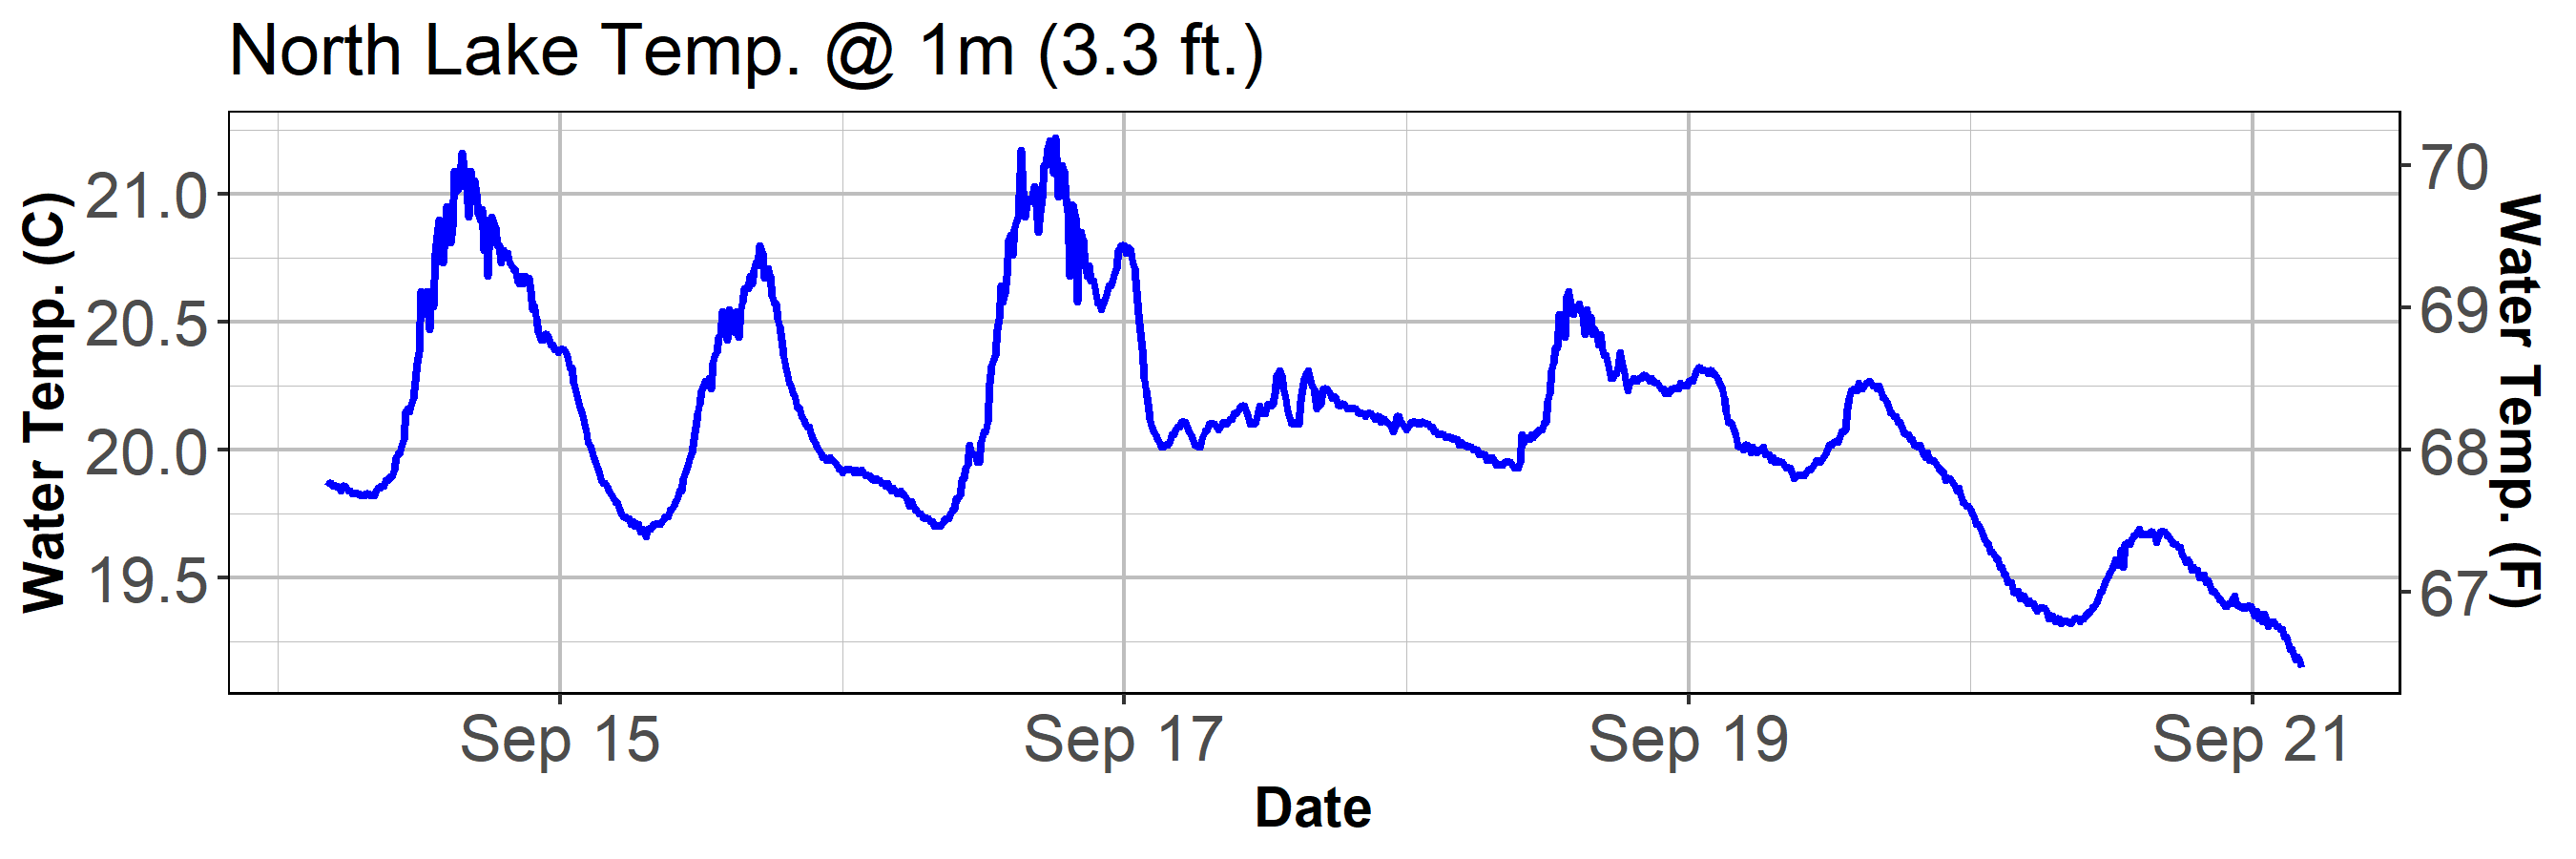 North Lake Temp. @ 1m (3.3 ft.)
Water Temp. (C)
21.0
20.5
20.0
19.5
70
69
68
67
Water Temp. (F)
Sep 15 Sep 17 Sep 19 Sep 21
Date